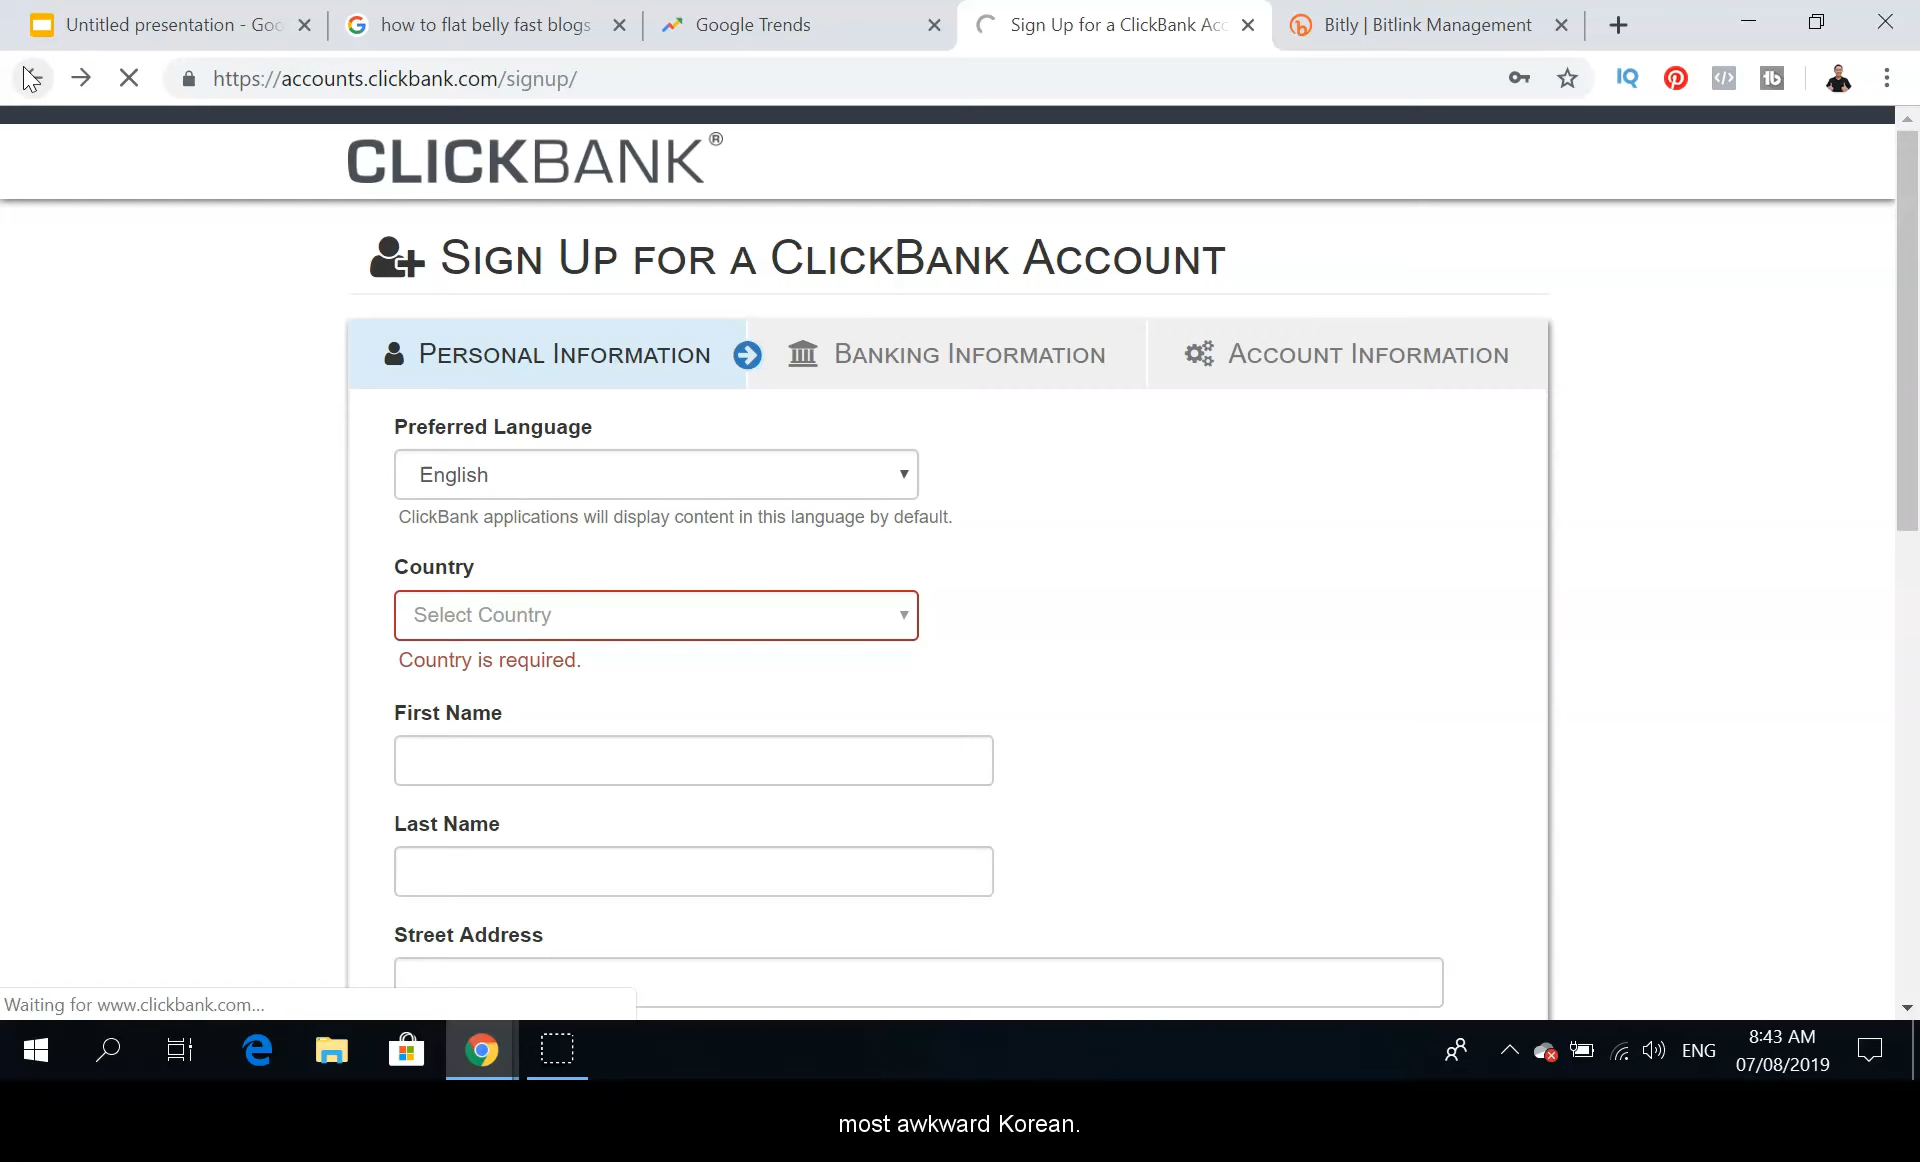 Untitled presentation - Goo
how to flat belly fast blogs
Google Trends
Sign Up for a ClickBank Acc
Bitly | Bitlink Management
https://accounts.clickbank.com/signup/
IQ
CLICKBANK®
Sign Up for a ClickBank Account
Personal Information
Banking Information
Account Information
Preferred Language
English
ClickBank applications will display content in this language by default.
Country
Select Country
Country is required.
First Name
Last Name
Street Address
Waiting for www.clickbank.com...
8:43 AM
ENG
07/08/2019
most awkward Korean.